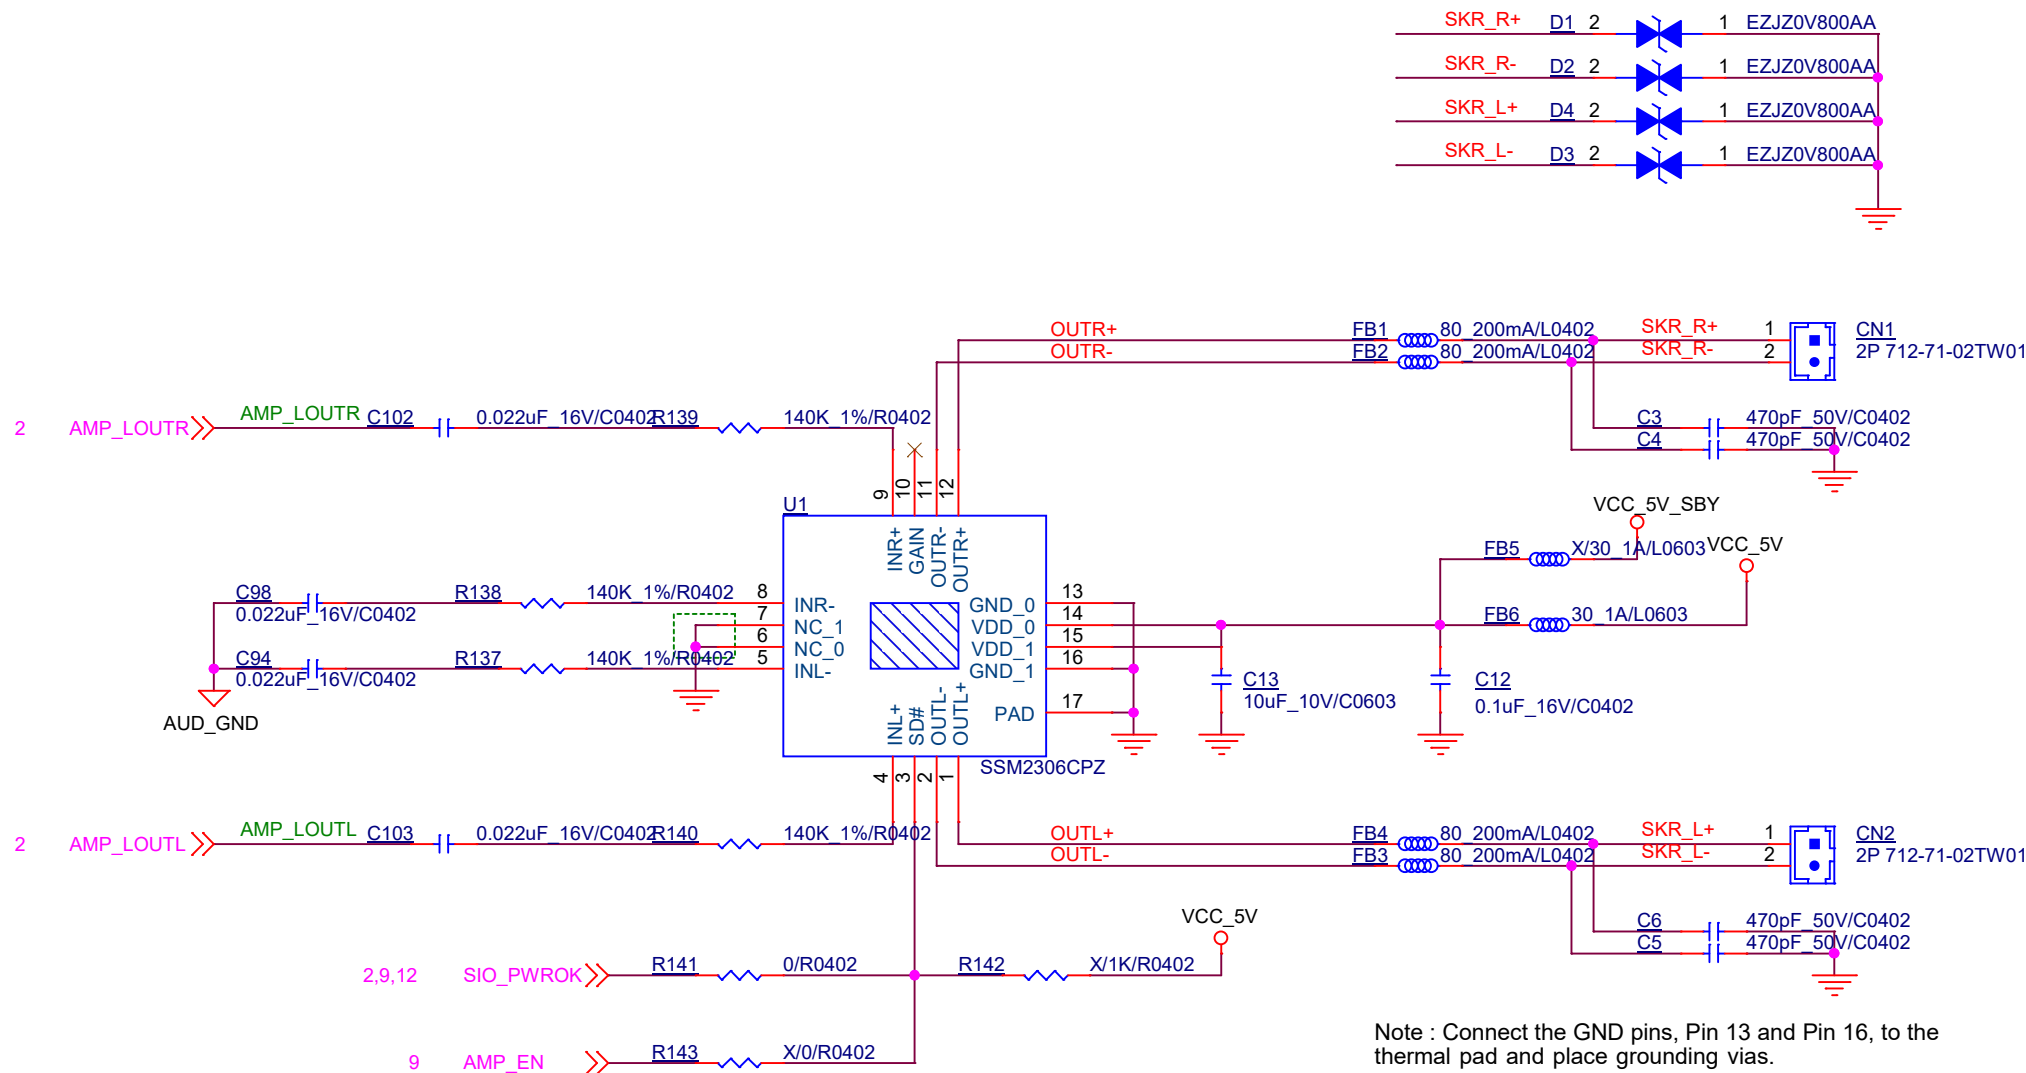 SKR_R+ D1 2 1 EZJZ0V800AA
SKR_R- D2 2 1 EZJZ0V800AA
SKR_L+ D4 2 1 EZJZ0V800AA
SKR_L- D3 2 1 EZJZ0V800AA
OUTR+ FB1 80_200mA/L0402 SKR_R+ 1 CN1
OUTR- FB2 80_200mA/L0402 SKR_R- 2 2P 712-71-02TW01
2 AMP_LOUTR AMP_LOUTR C102 0.022uF_16V/C0402 R139 140K_1%/R0402
C3 470pF_50V/C0402
C4 470pF_50V/C0402
9 10 11 12
U1
VCC_5V_SBY
INR+ GAIN OUTR- OUTR+
FB5 X/30_1A/L0603 VCC_5V
C98 R138 140K_1%/R0402 8 INR- GND_0 13
0.022uF_16V/C0402 7 NC_1 VDD_0 14 FB6 30_1A/L0603
6 NC_0 VDD_1 15
C94 R137 140K_1%/R0402 5 INL- GND_1 16
0.022uF_16V/C0402
C13 C12
10uF_10V/C0603 0.1uF_16V/C0402
AUD_GND
PAD 17
INL+ SD# OUTL- OUTL+
SSM2306CPZ
4 3 2 1
2 AMP_LOUTL AMP_LOUTL C103 0.022uF_16V/C0402 R140 140K_1%/R0402
OUTL+ FB4 80_200mA/L0402 SKR_L+ 1 CN2
OUTL- FB3 80_200mA/L0402 SKR_L- 2 2P 712-71-02TW01
VCC_5V
C6 470pF_50V/C0402
C5 470pF_50V/C0402
2,9,12 SIO_PWROK R141 0/R0402 R142 X/1K/R0402
9 AMP_EN R143 X/0/R0402
Note : Connect the GND pins, Pin 13 and Pin 16, to the
thermal pad and place grounding vias.